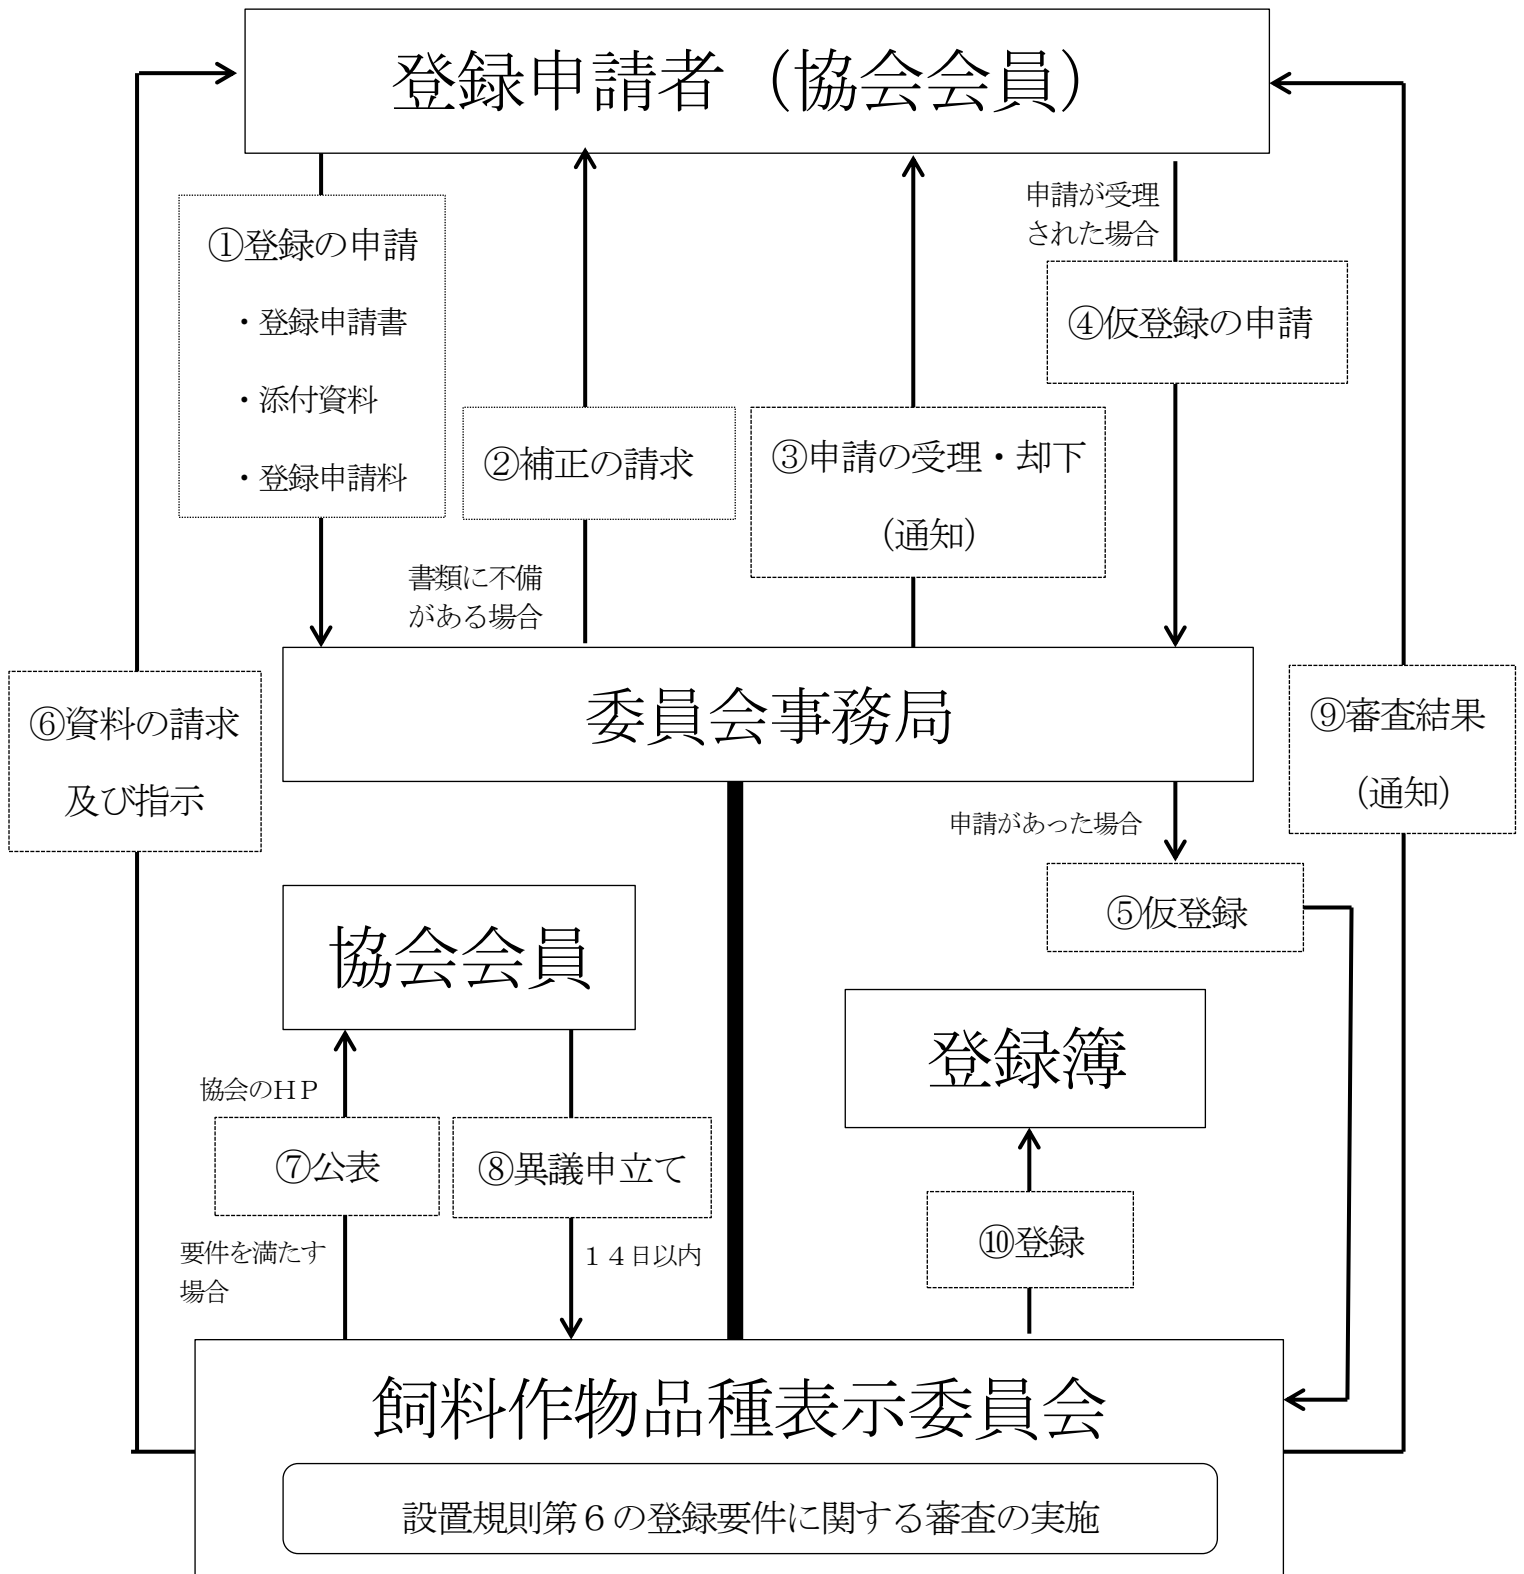 登録申請者（協会会員）
①登録の申請
・登録申請書
・添付資料
・登録申請料
②補正の請求
書類に不備
がある場合
③申請の受理・却下
（通知）
申請が受理
された場合
④仮登録の申請
委員会事務局
⑥資料の請求
及び指示
⑨審査結果
（通知）
申請があった場合
⑤仮登録
協会会員
登録簿
協会のＨＰ
⑦公表
要件を満たす
場合
⑧異議申立て
１４日以内
⑩登録
飼料作物品種表示委員会
設置規則第６の登録要件に関する審査の実施